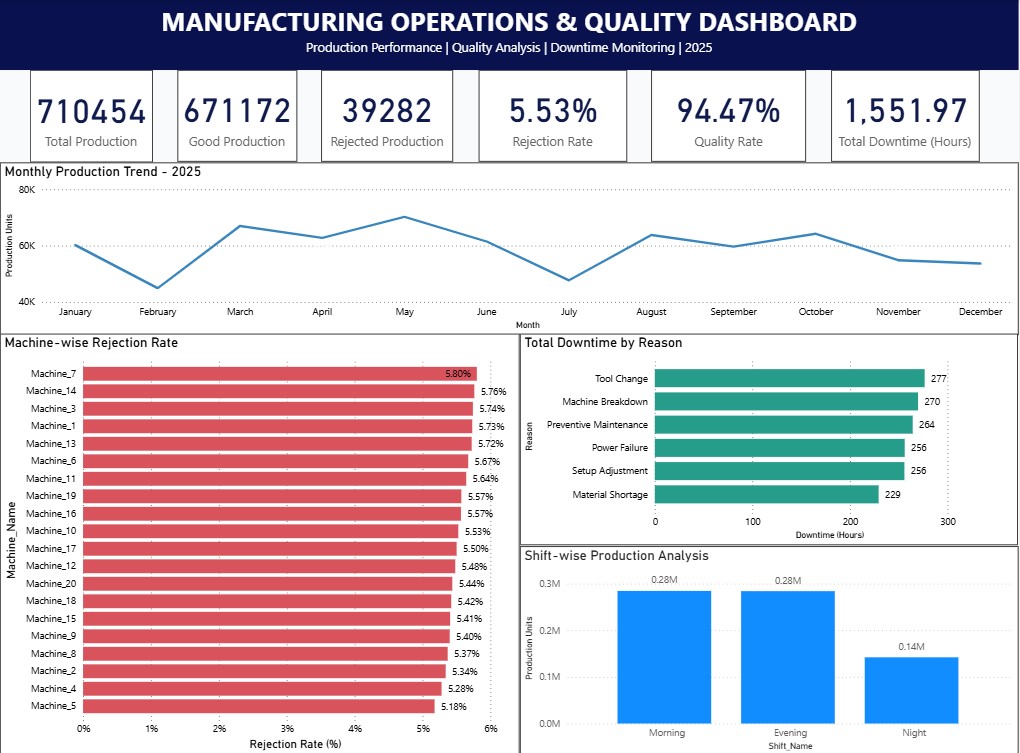 MANUFACTURING OPERATIONS & QUALITY DASHBOARD
Production Performance | Quality Analysis | Downtime Monitoring | 2025
710454
Total Production
671172
Good Production
39282
Rejected Production
5.53%
Rejection Rate
94.47%
Quality Rate
1,551.97
Total Downtime (Hours)
Monthly Production Trend - 2025
Production Units
80K
60K
40K
January February March April May June July August September October November December
Month
Machine-wise Rejection Rate
Machine_Name
Machine_7 5.80%
Machine_14 5.76%
Machine_3 5.74%
Machine_1 5.73%
Machine_13 5.72%
Machine_6 5.67%
Machine_11 5.64%
Machine_19 5.57%
Machine_16 5.57%
Machine_10 5.53%
Machine_17 5.50%
Machine_12 5.48%
Machine_20 5.44%
Machine_18 5.42%
Machine_15 5.41%
Machine_9 5.40%
Machine_8 5.37%
Machine_2 5.34%
Machine_4 5.28%
Machine_5 5.18%
0% 1% 2% 3% 4% 5% 6%
Rejection Rate (%)
Total Downtime by Reason
Reason
Tool Change 277
Machine Breakdown 270
Preventive Maintenance 264
Power Failure 256
Setup Adjustment 256
Material Shortage 229
0 100 200 300
Downtime (Hours)
Shift-wise Production Analysis
Production Units
0.3M
0.2M
0.1M
0.0M
0.28M 0.28M 0.14M
Morning Evening Night
Shift_Name